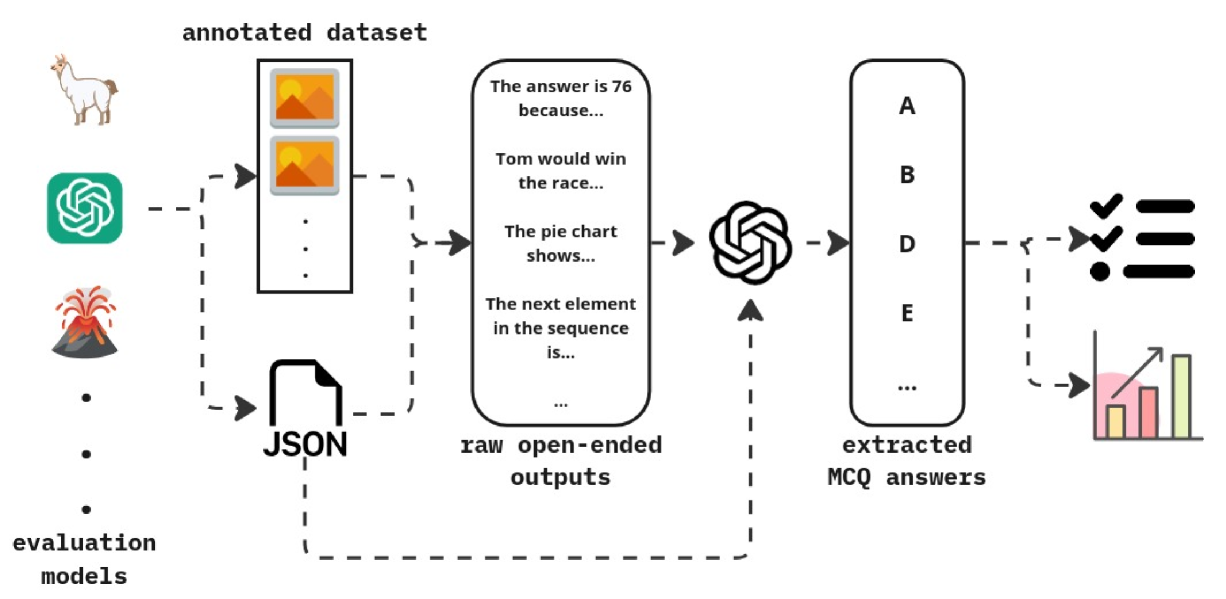 annotated dataset
The answer is 76
because...
Tom would win
the race...
The pie chart
shows...
The next element
in the sequence
is...
...
A
B
D
E
...
JSON
raw open-ended
outputs
extracted
MCQ answers
evaluation
models